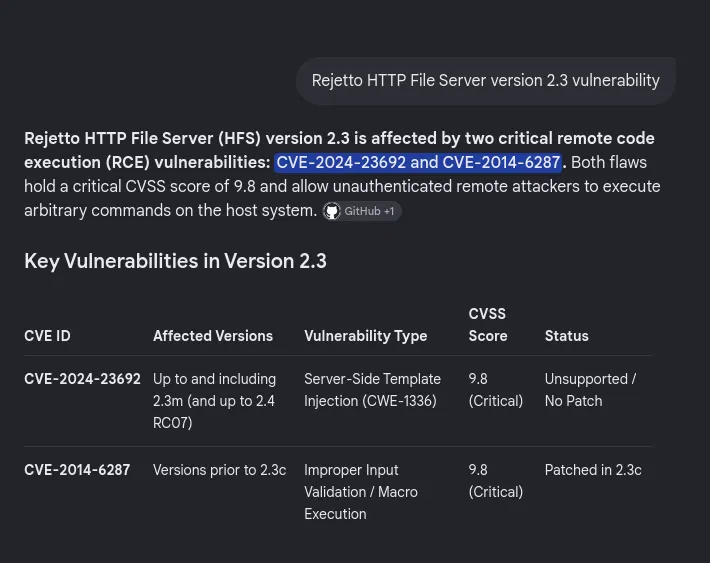 Rejetto HTTP File Server version 2.3 vulnerability
Rejetto HTTP File Server (HFS) version 2.3 is affected by two critical remote code
execution (RCE) vulnerabilities: CVE-2024-23692 and CVE-2014-6287. Both flaws
hold a critical CVSS score of 9.8 and allow unauthenticated remote attackers to execute
arbitrary commands on the host system. GitHub +1
Key Vulnerabilities in Version 2.3
CVE ID Affected Versions Vulnerability Type CVSS Score Status
CVE-2024-23692 Up to and including Server-Side Template 9.8 Unsupported /
2.3m (and up to 2.4 Injection (CWE-1336) (Critical) No Patch
RC07)
CVE-2014-6287 Versions prior to 2.3c Improper Input 9.8 Patched in 2.3c
Validation / Macro (Critical)
Execution